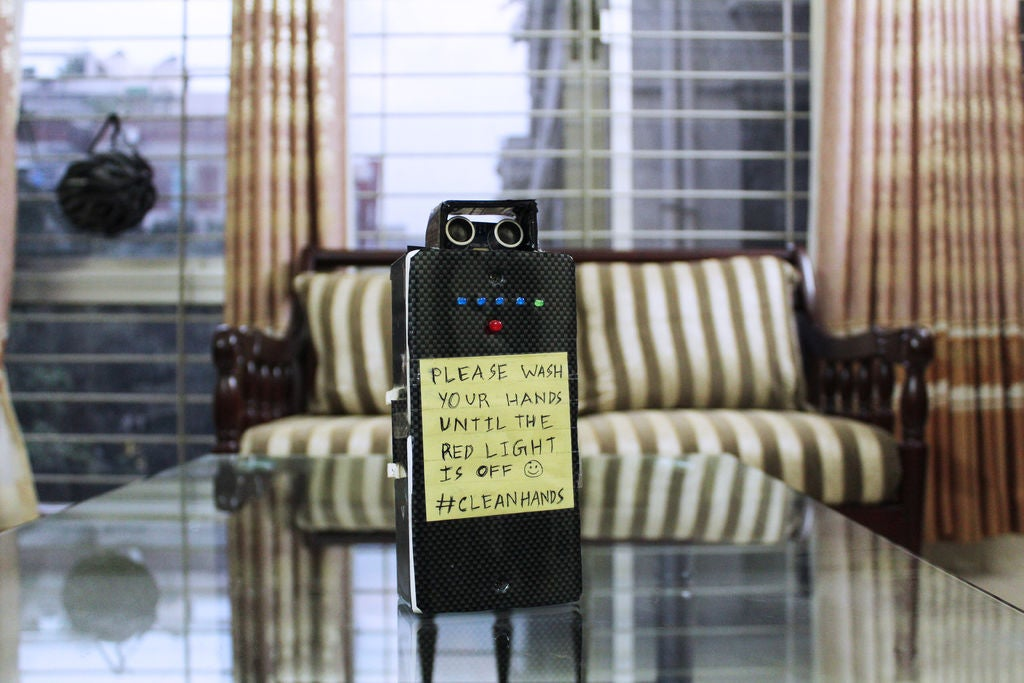 PLEASE WASH
YOUR HANDS
UNTIL THE
RED LIGHT
IS OFF ☺
#CLEANHANDS